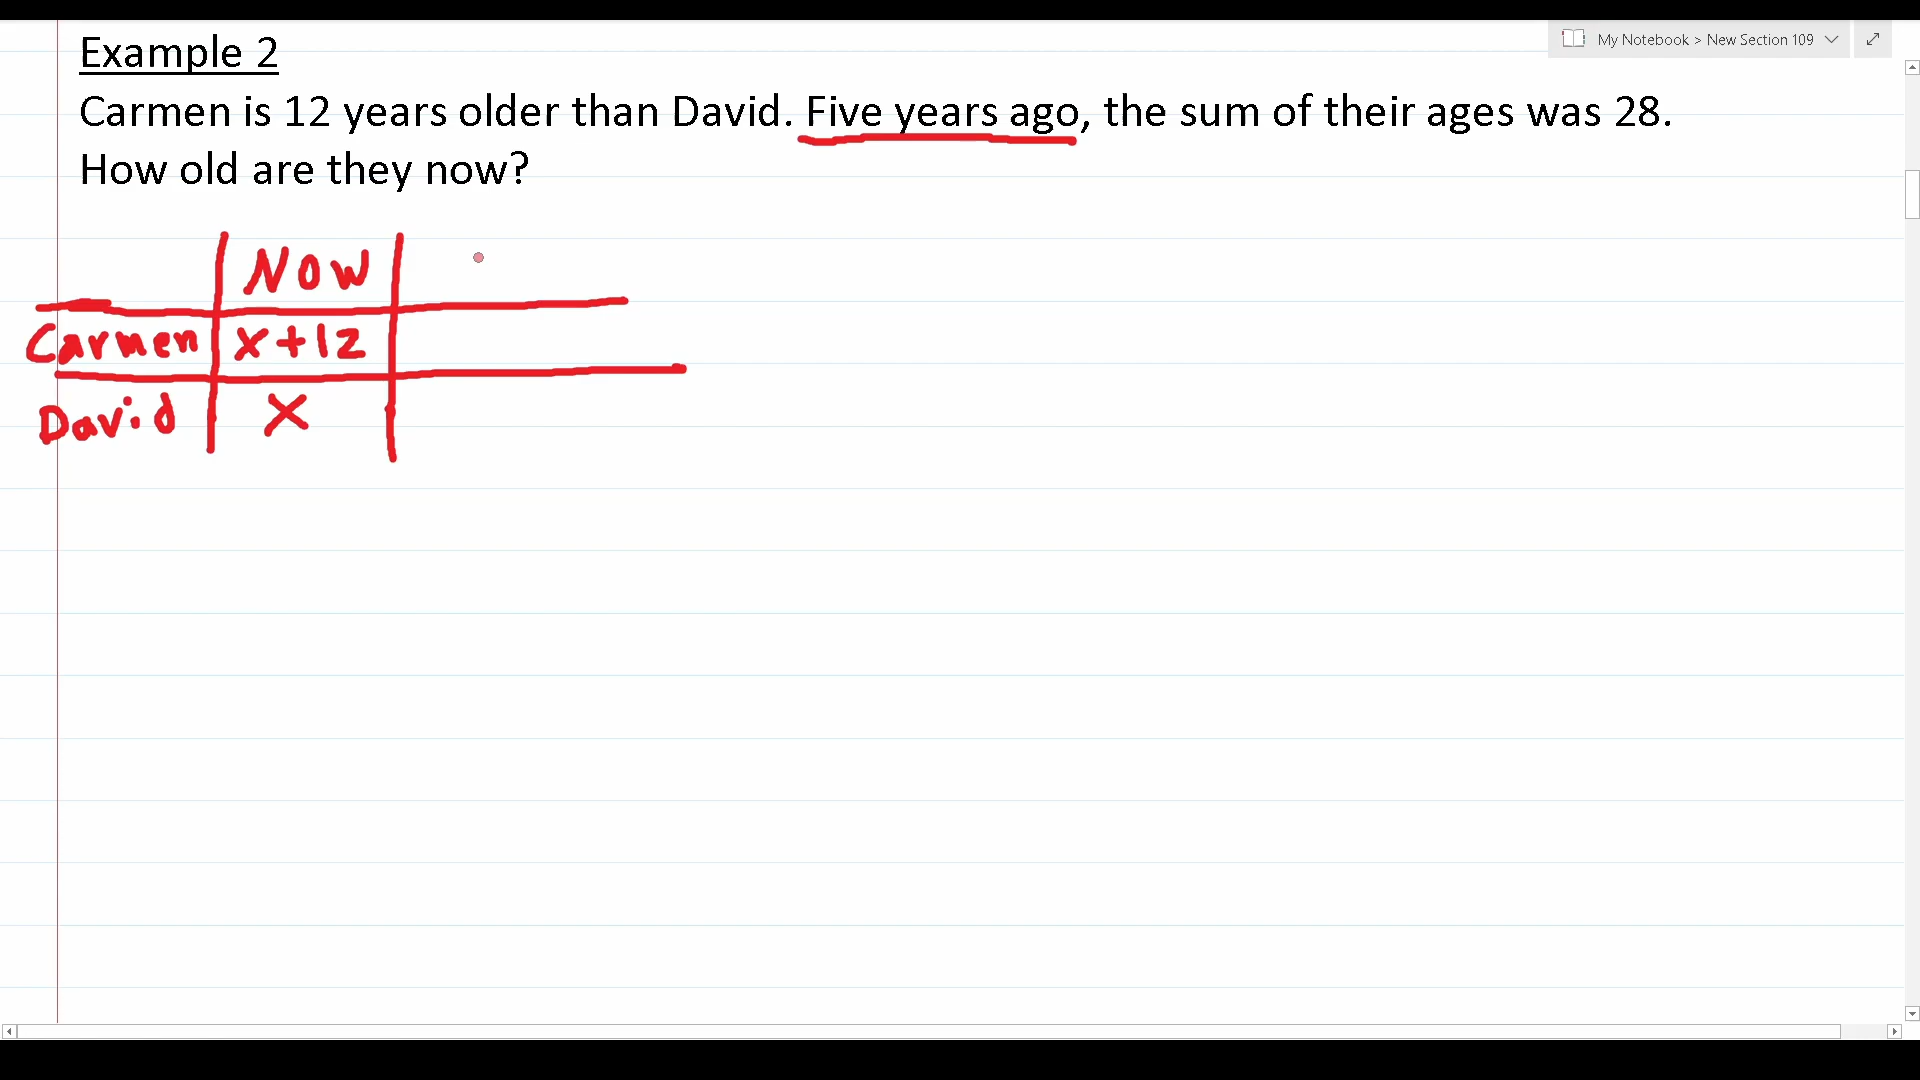 My Notebook > New Section 109
Example 2
Carmen is 12 years older than David. Five years ago, the sum of their ages was 28.
How old are they now?
Now
Carmen x+12
David x